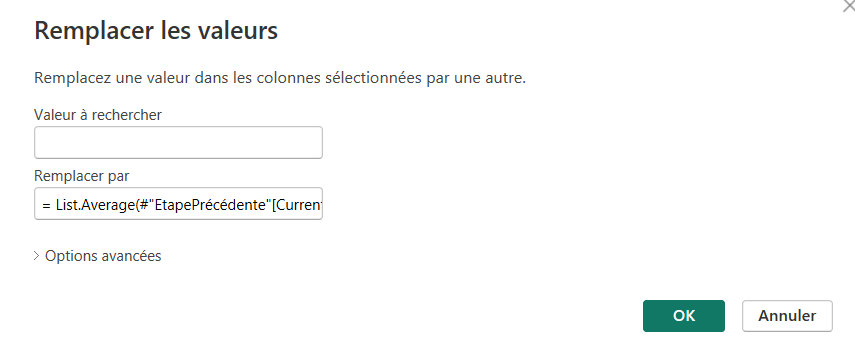 Remplacer les valeurs
Remplacez une valeur dans les colonnes sélectionnées par une autre.
Valeur à rechercher
Remplacer par
= List.Average(#"EtapePrécédente"[Current
Options avancées
OK
Annuler